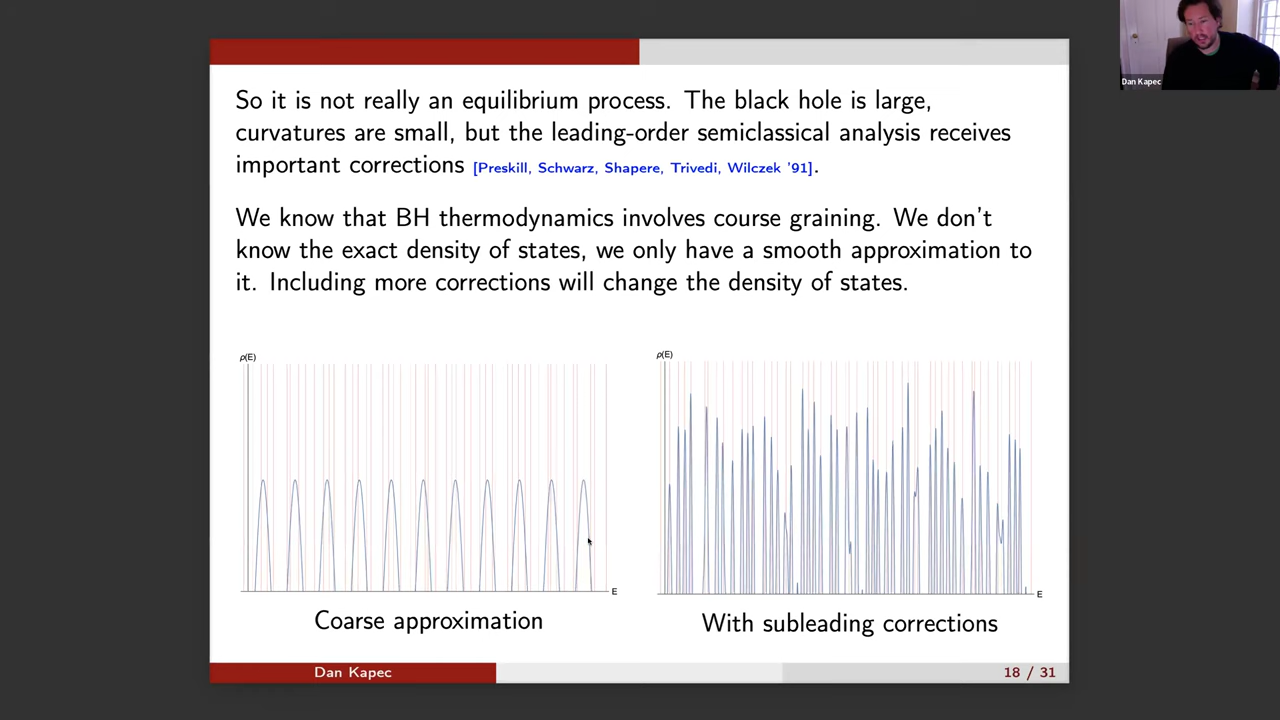 So it is not really an equilibrium process. The black hole is large,
curvatures are small, but the leading-order semiclassical analysis receives
important corrections [Preskill, Schwarz, Shapere, Trivedi, Wilczek '91].
We know that BH thermodynamics involves course graining. We don't
know the exact density of states, we only have a smooth approximation to
it. Including more corrections will change the density of states.
ρ(E)
E
Coarse approximation
ρ(E)
E
With subleading corrections
Dan Kapec
18 / 31
Dan Kapec